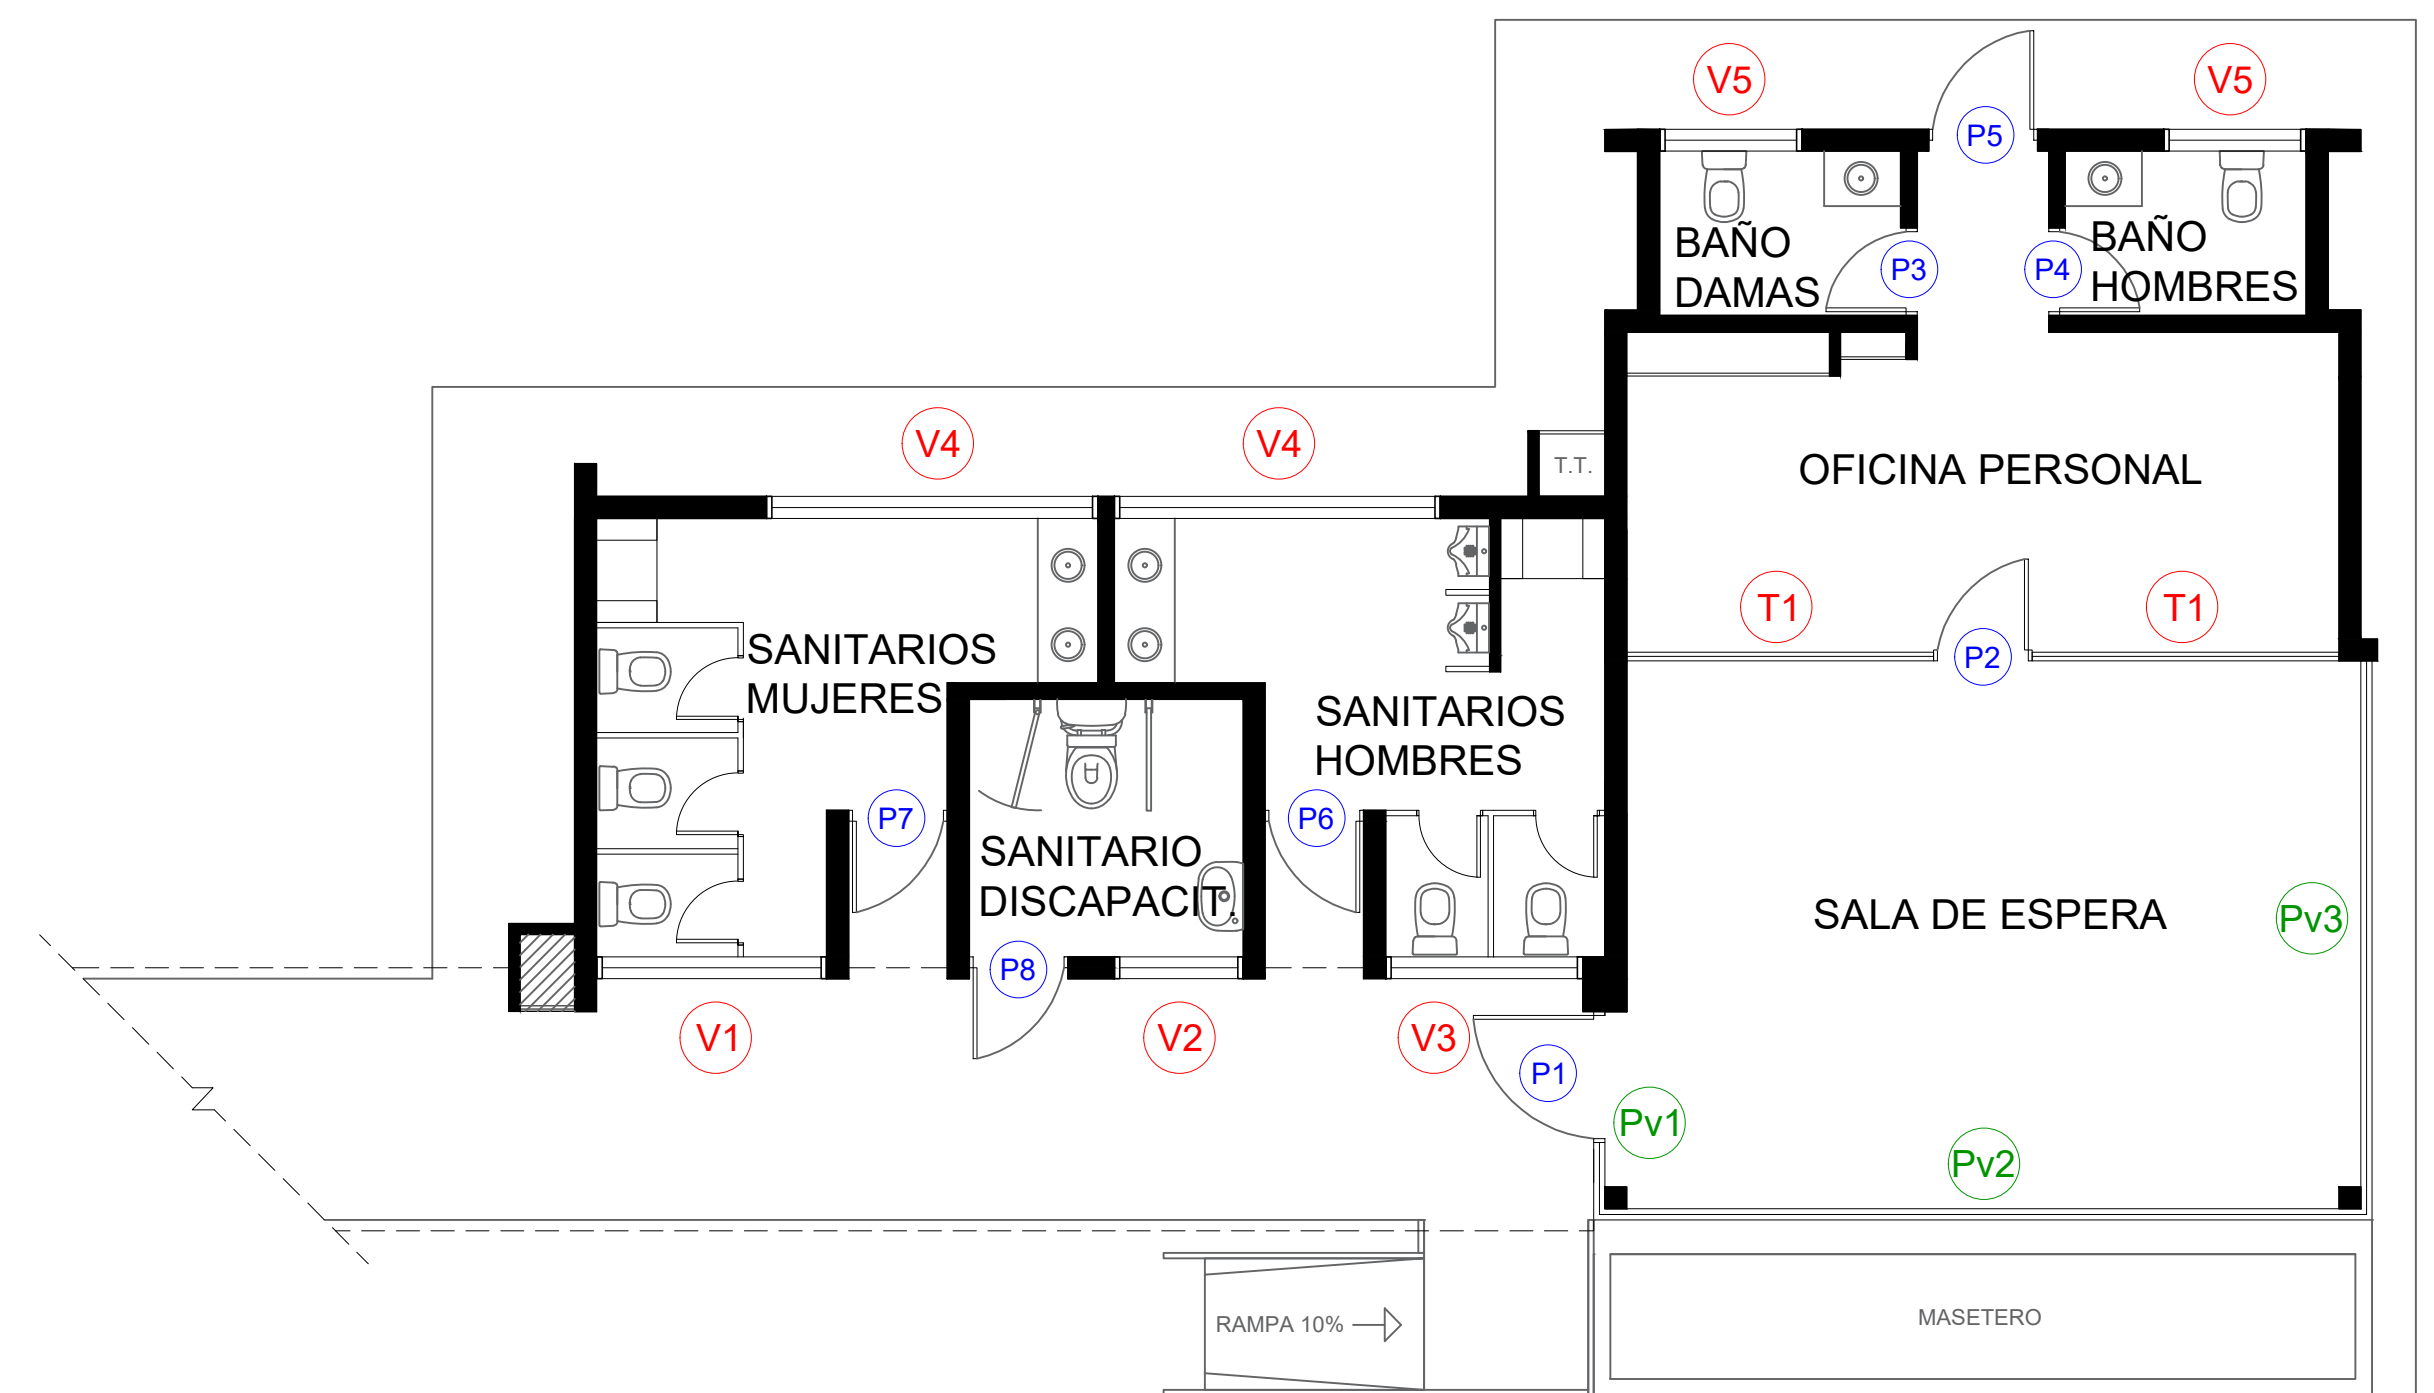 V5
V5
P5
BAÑO
DAMAS
P3
P4
BAÑO
HOMBRES
V4
V4
T.T.
OFICINA PERSONAL
T1
T1
P2
SANITARIOS
MUJERES
SANITARIOS
HOMBRES
P7
P6
SANITARIO
DISCAPACIT.
SALA DE ESPERA
Pv3
P8
V1
V2
V3
P1
Pv1
Pv2
RAMPA 10%
MASETERO